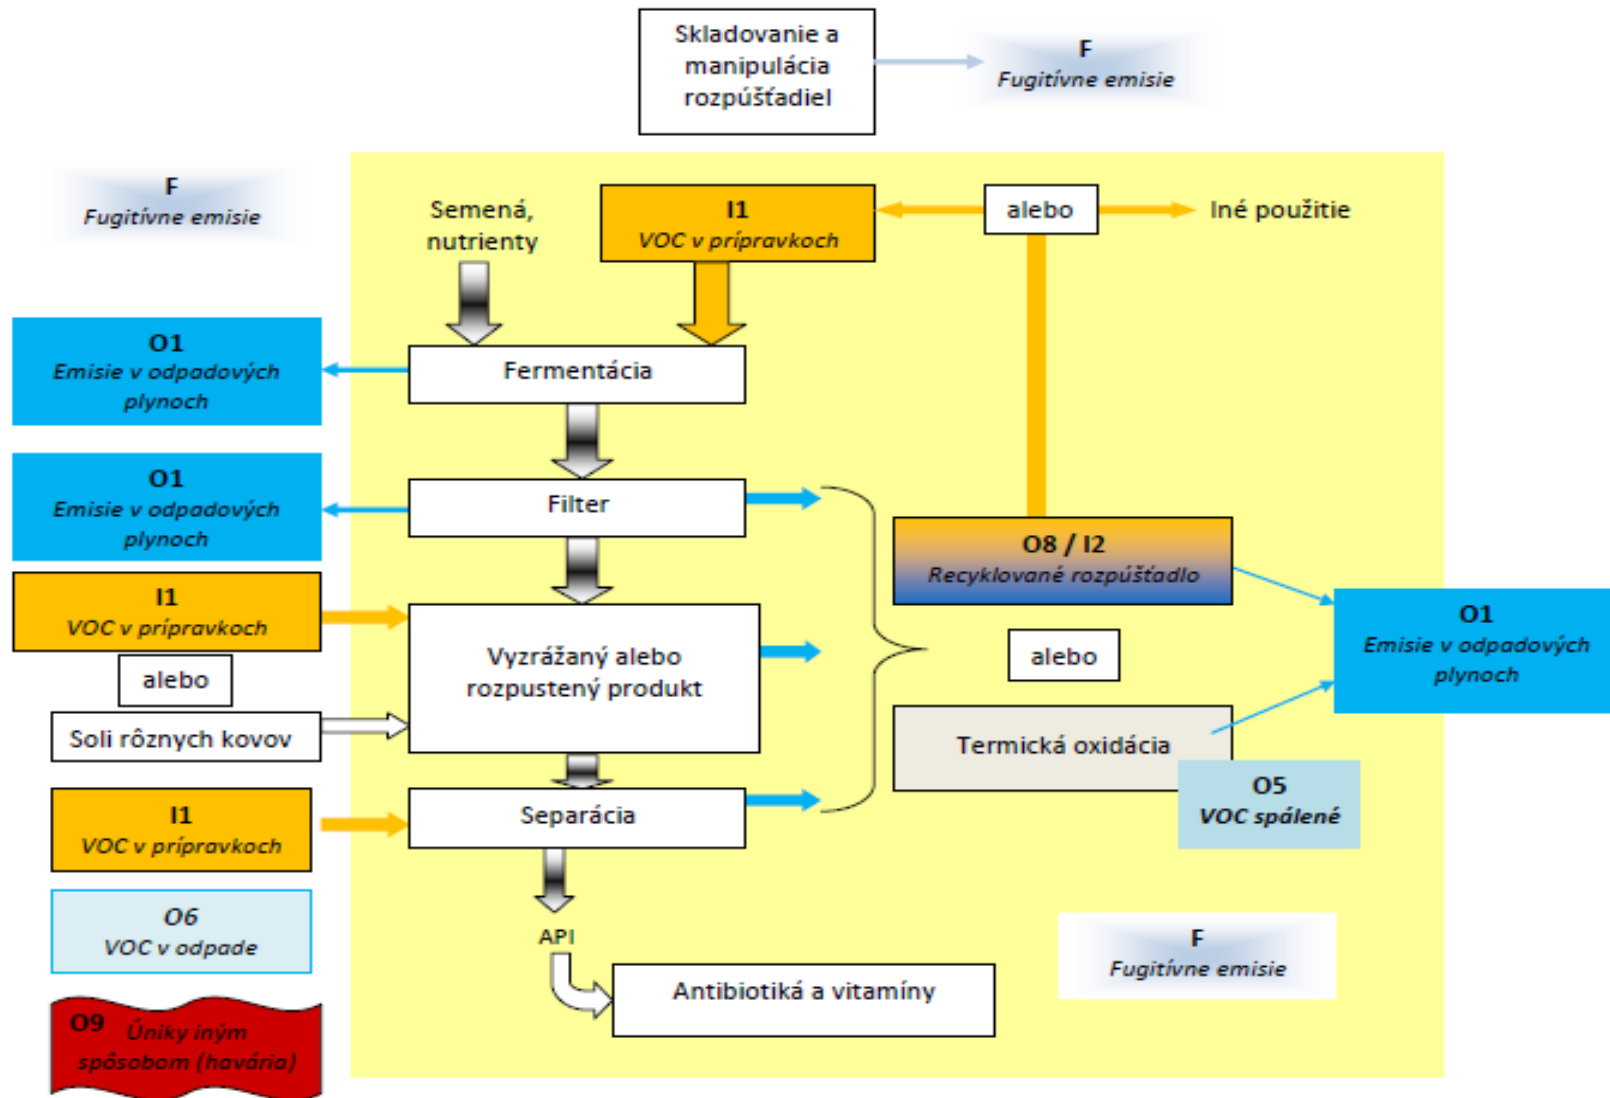 Skladovanie a
manipulácia
rozpúšťadiel
F
Fugitívne emisie
F
Fugitívne emisie
Semená,
nutrienty
I1
VOC v prípravkoch
alebo
Iné použitie
O1
Emisie v odpadových
plynoch
Fermentácia
O1
Emisie v odpadových
plynoch
Filter
O8 / I2
Recyklované rozpúšťadlo
I1
VOC v prípravkoch
alebo
Soli rôznych kovov
Vyzrážaný alebo
rozpustený produkt
alebo
O1
Emisie v odpadových
plynoch
Termická oxidácia
O5
VOC spálené
I1
VOC v prípravkoch
Separácia
O6
VOC v odpade
API
F
Fugitívne emisie
Antibiotiká a vitamíny
O9 Úniky iným
spôsobom (havária)